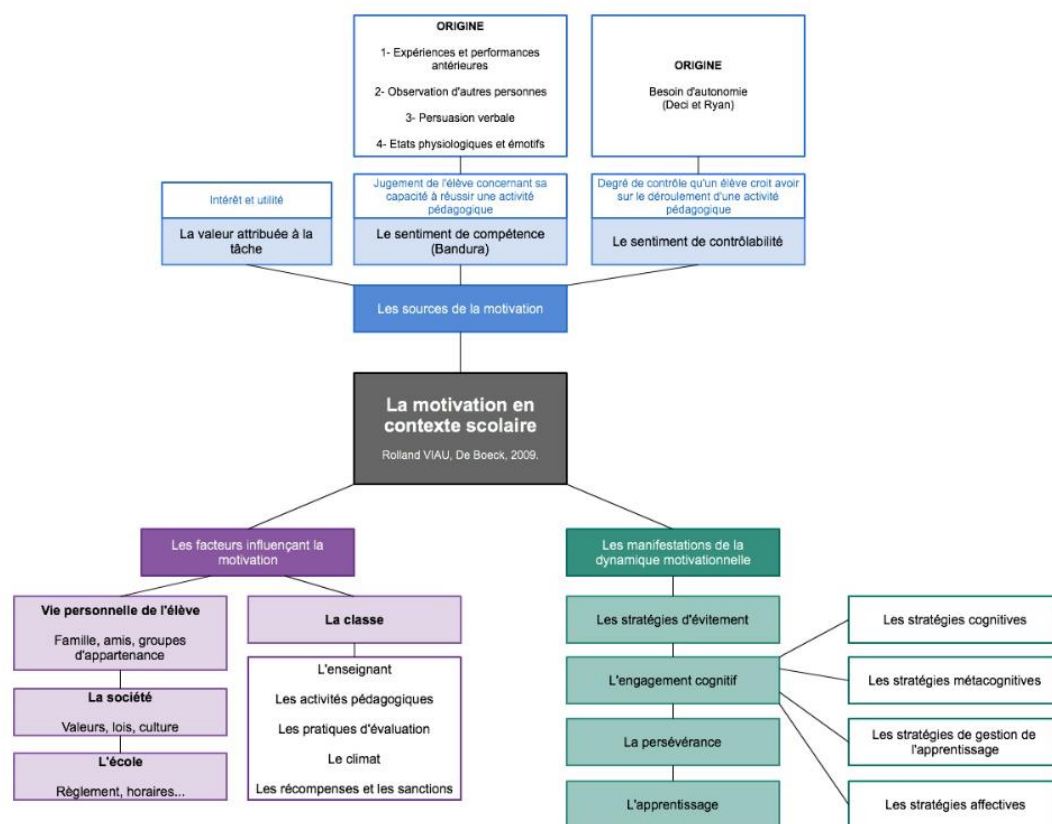 ORIGINE
1- Expériences et performances
antérieures
2- Observation d'autres personnes
3- Persuasion verbale
4- Etats physiologiques et émotifs
ORIGINE
Besoin d'autonomie
(Deci et Ryan)
Intérêt et utilité
La valeur attribuée à la
tâche
Jugement de l'élève concernant sa
capacité à réussir une activité
pédagogique
Le sentiment de compétence
(Bandura)
Degré de contrôle qu'un élève croit avoir
sur le déroulement d'une activité
pédagogique
Le sentiment de contrôlabilité
Les sources de la motivation
La motivation en
contexte scolaire
Rolland VIAU, De Boeck, 2009.
Les facteurs influençant la
motivation
Vie personnelle de l'élève
Famille, amis, groupes
d'appartenance
La société
Valeurs, lois, culture
L'école
Règlement, horaires...
La classe
L'enseignant
Les activités pédagogiques
Les pratiques d'évaluation
Le climat
Les récompenses et les sanctions
Les manifestations de la
dynamique motivationnelle
Les stratégies d'évitement
L'engagement cognitif
La persévérance
L'apprentissage
Les stratégies cognitives
Les stratégies métacognitives
Les stratégies de gestion de
l'apprentissage
Les stratégies affectives